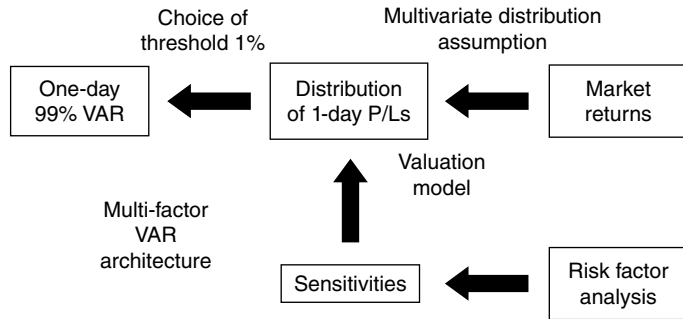 Choice of
threshold 1%
Multivariate distribution
assumption
One-day
99% VAR
Distribution
of 1-day P/Ls
Market
returns
Valuation
model
Multi-factor
VAR
architecture
Sensitivities
Risk factor
analysis